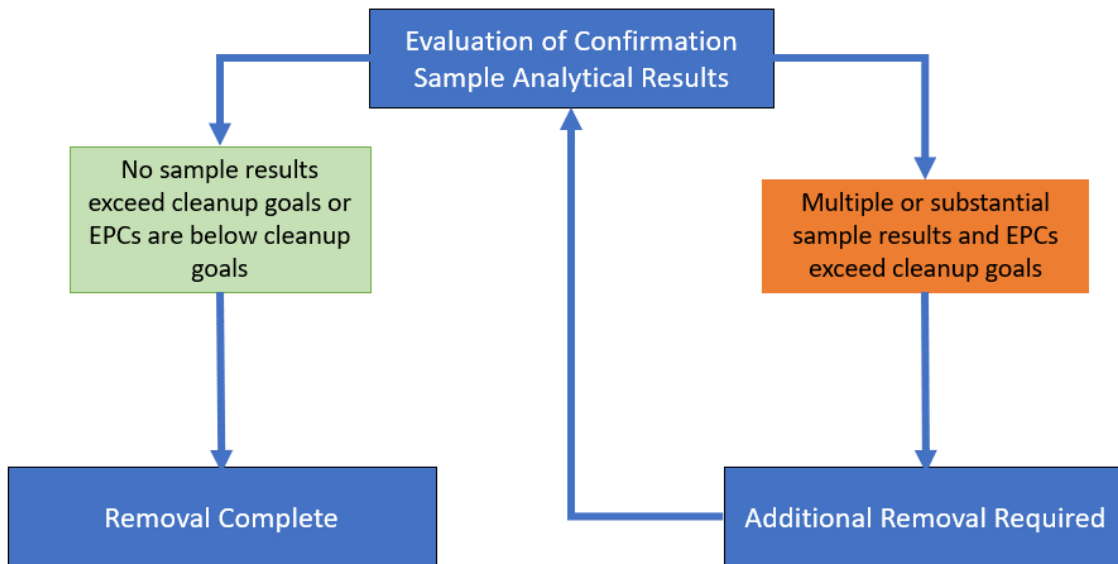 Evaluation of Confirmation
Sample Analytical Results
No sample results
exceed cleanup goals or
EPCs are below cleanup
goals
Multiple or substantial
sample results and EPCs
exceed cleanup goals
Removal Complete
Additional Removal Required